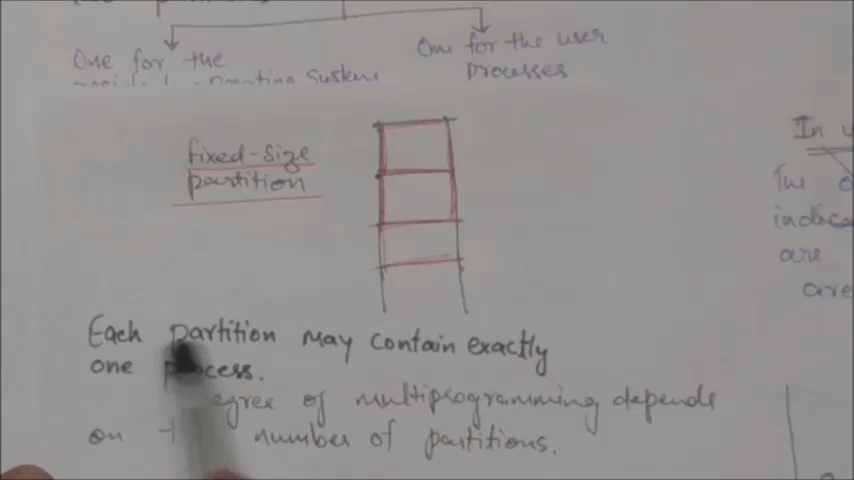 One for the
One for the user
processes
system
fixed-size
partition
Each partition may contain exactly
one process.
egree of multiprogramming depends
on number of partitions.
In
The
indica
are
are